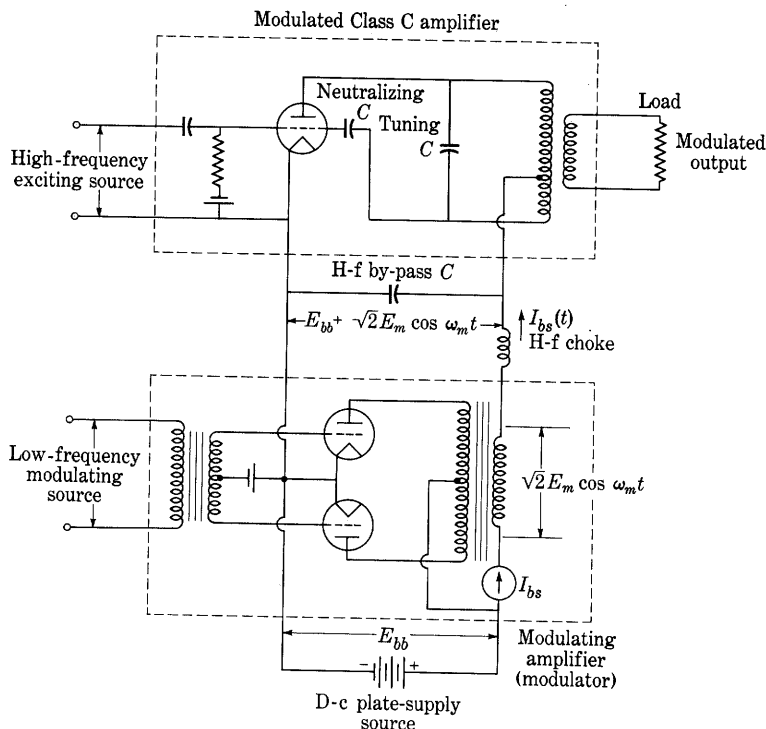 Modulated Class C amplifier
Neutralizing
C
Tuning
C
Load
Modulated
output
High-frequency
exciting source
H-f by-pass C
E_bb + √2 E_m cos ω_m t
I_bs(t)
H-f choke
Low-frequency
modulating
source
√2 E_m cos ω_m t
I_bs
E_bb
- +
Modulating
amplifier
(modulator)
D-c plate-supply
source